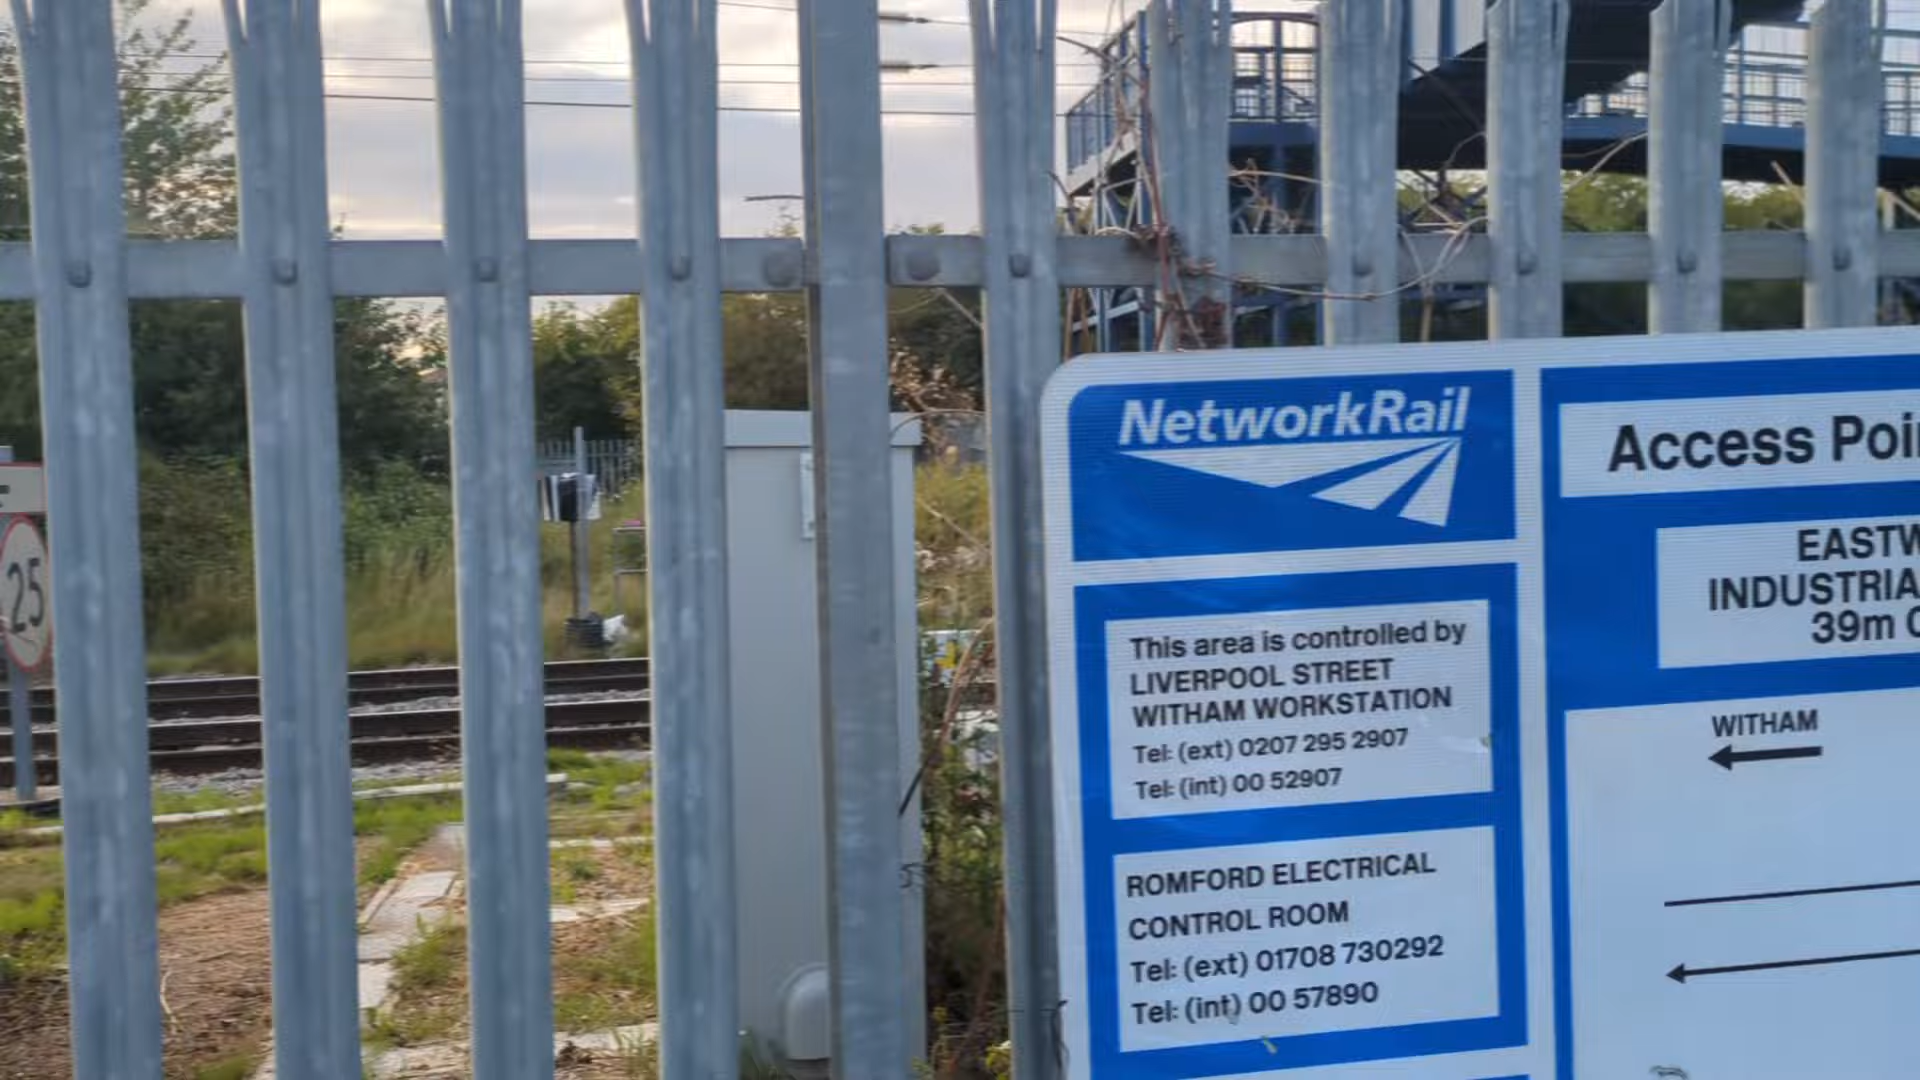 25
NetworkRail
This area is controlled by
LIVERPOOL STREET
WITHAM WORKSTATION
Tel: (ext) 0207 295 2907
Tel: (int) 00 52907
ROMFORD ELECTRICAL
CONTROL ROOM
Tel: (ext) 01708 730292
Tel: (int) 00 57890
Access Poi
EASTW
INDUSTRIA
39m
WITHAM